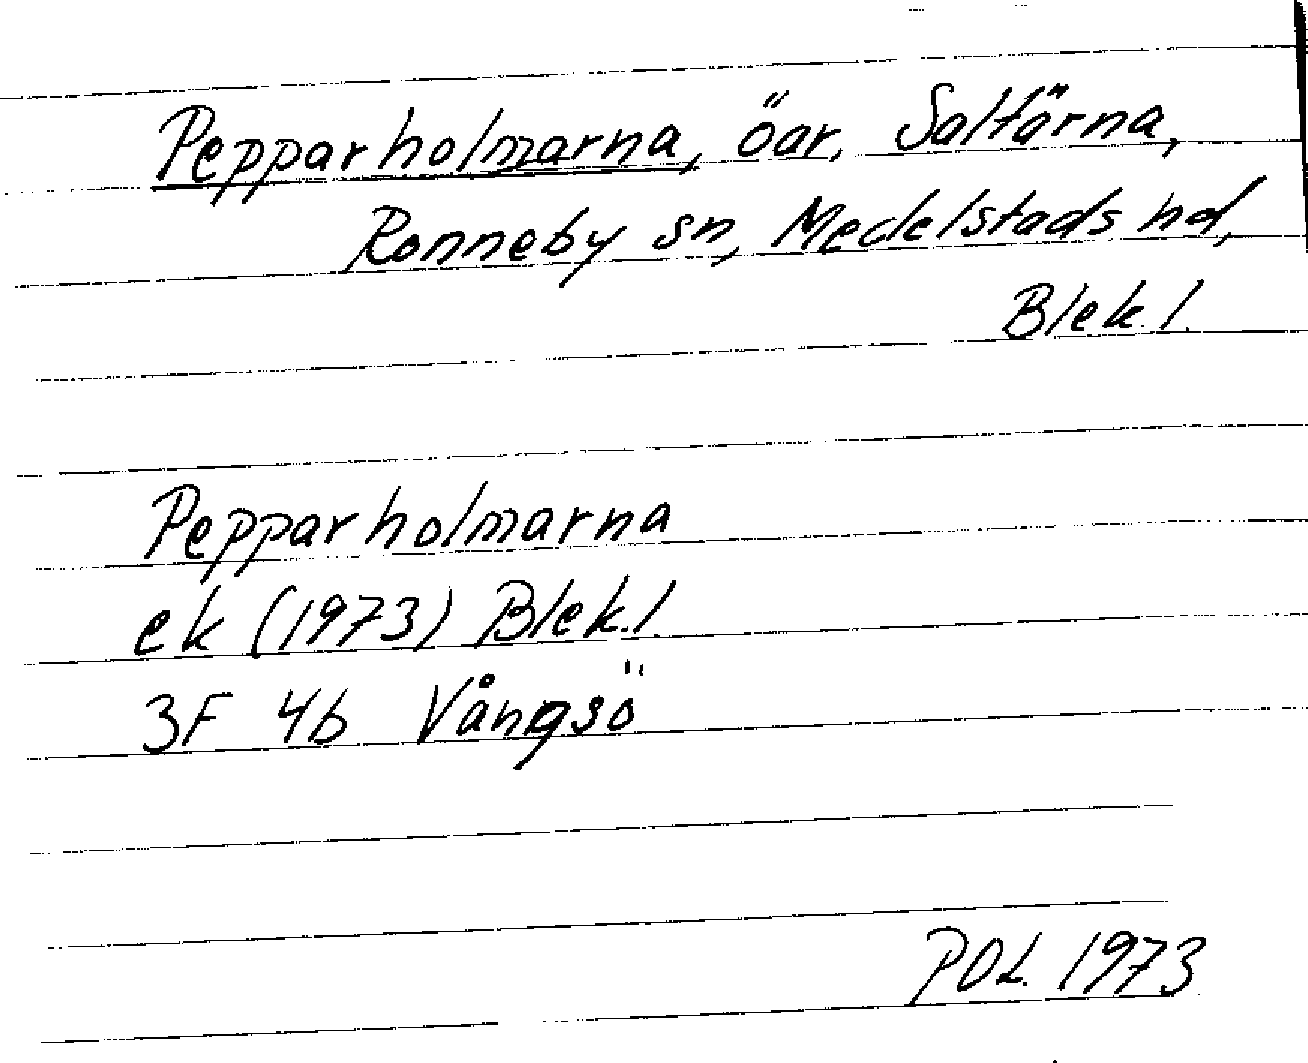 Pepparholmarna, öar, Saltärna,
Ronneby sn, Medelstads hd,
Blek. l.
Pepparholmarna
ek (1973) Blek. l.
3F 4b Vångsö
POL. 1973